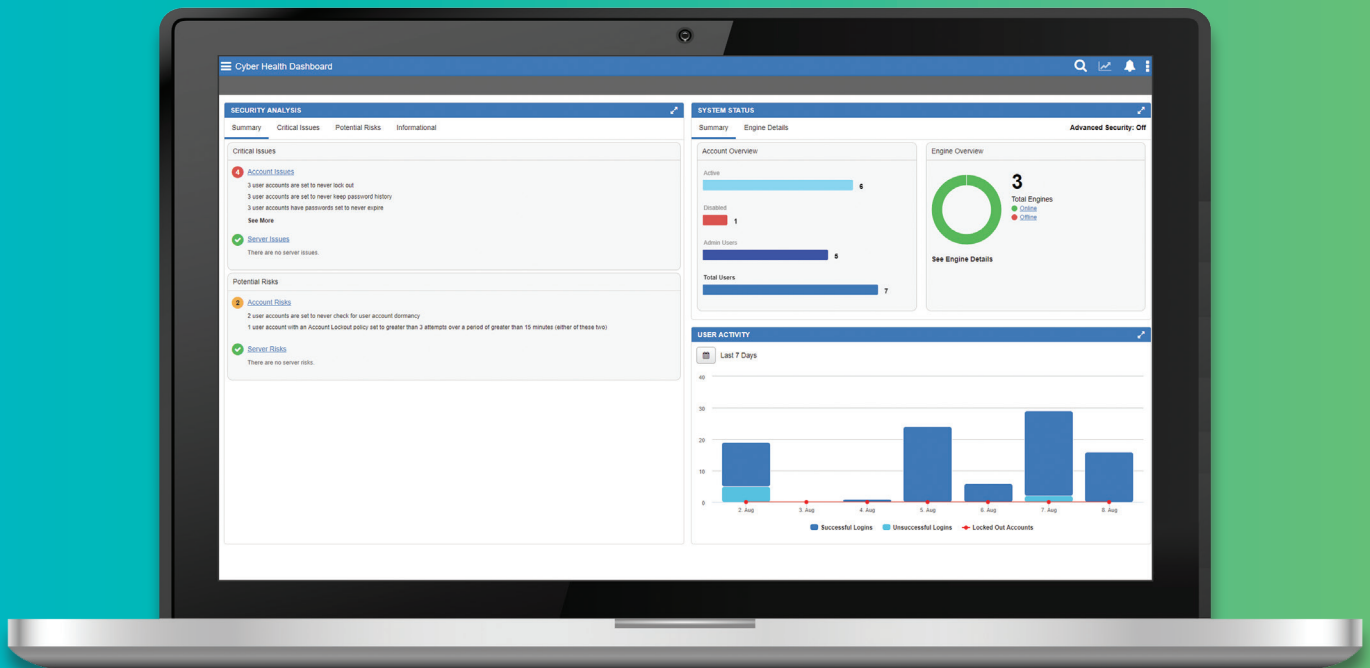 Cyber Health Dashboard
SECURITY ANALYSIS
Summary Critical Issues Potential Risks Informational
Critical Issues
4 Account Issues
3 user accounts are set to never lock out
3 user accounts are set to never keep password history
3 user accounts have passwords set to never expire
See More
Server Issues
There are no server issues.
Potential Risks
2 Account Risks
2 user accounts are set to never check for user account dormancy
1 user account with an Account Lockout policy set to greater than 3 attempts over a period of greater than 15 minutes (either of these two)
Server Risks
There are no server risks.
SYSTEM STATUS
Summary Engine Details Advanced Security: Off
Account Overview
Active
6
Disabled
1
Admin Users
5
Total Users
7
Engine Overview
3
Total Engines
Online
Offline
See Engine Details
USER ACTIVITY
Last 7 Days
40
30
20
10
0
2. Aug 3. Aug 4. Aug 5. Aug 6. Aug 7. Aug 8. Aug
Successful Logins Unsuccessful Logins Locked Out Accounts